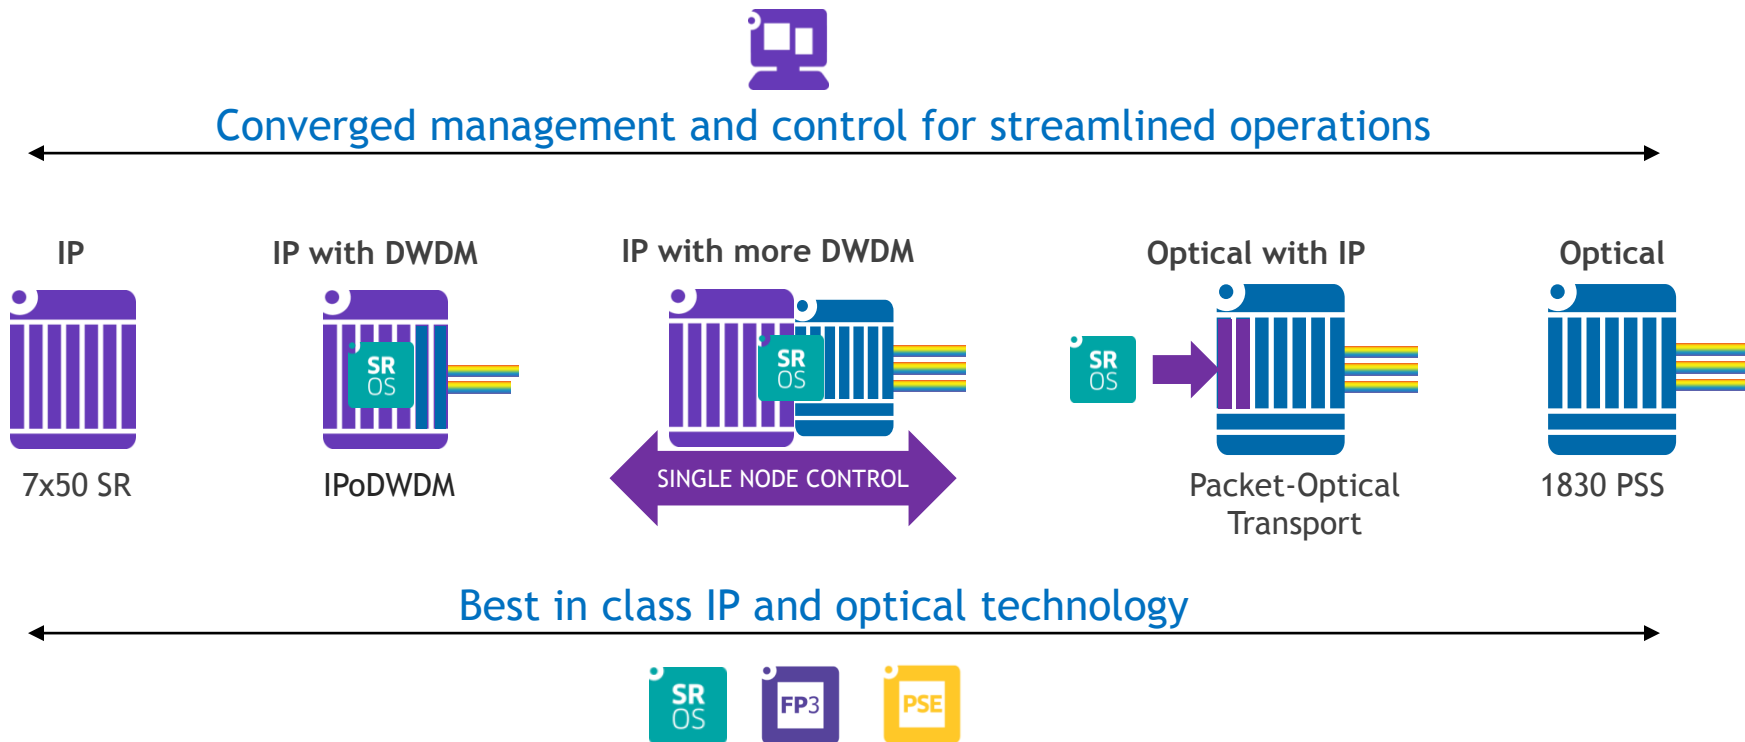 Converged management and control for streamlined operations
IP
IP with DWDM
IP with more DWDM
Optical with IP
Optical
SR
OS
SR
OS
SR
OS
7x50 SR
IPoDWDM
SINGLE NODE CONTROL
Packet-Optical
Transport
1830 PSS
Best in class IP and optical technology
SR
OS
FP3
PSE